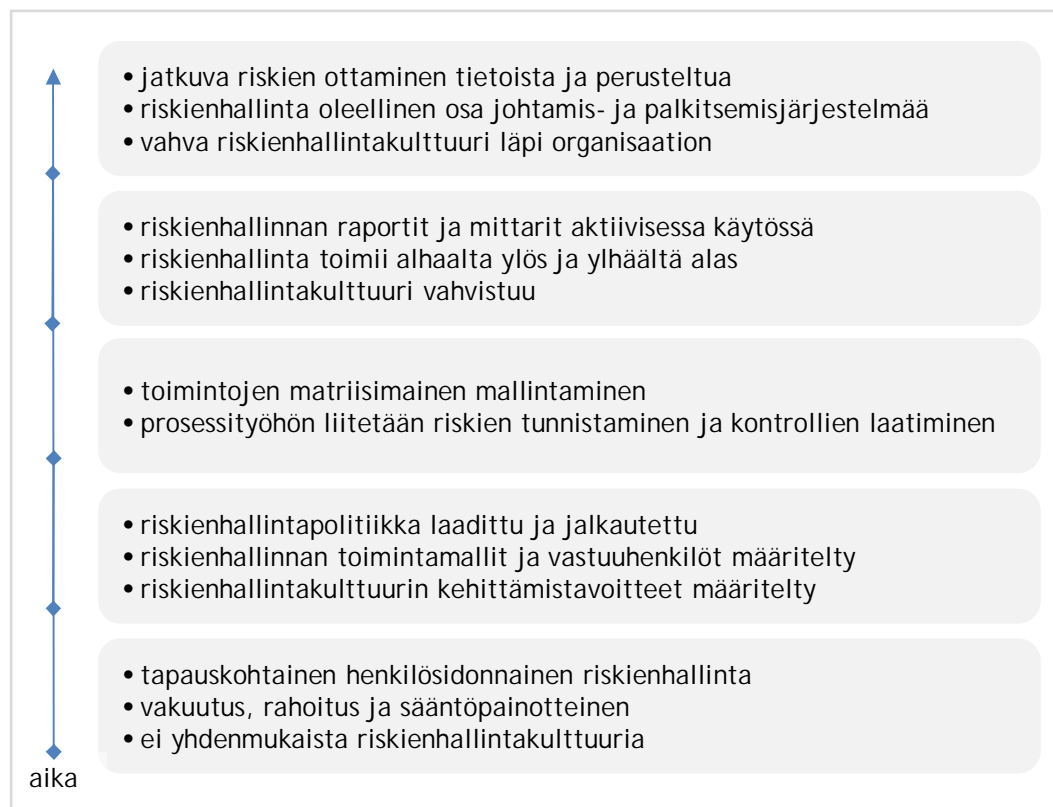 • jatkuva riskien ottaminen tietoista ja perusteltua
• riskienhallinta oleellinen osa johtamis- ja palkitsemisjärjestelmää
• vahva riskienhallintakulttuuri läpi organisaation
• riskienhallinnan raportit ja mittarit aktiivisessa käytössä
• riskienhallinta toimii alhaalta ylös ja ylhäältä alas
• riskienhallintakulttuuri vahvistuu
• toimintojen matriisimainen mallintaminen
• prosessityöhön liitetään riskien tunnistaminen ja kontrollien laatiminen
• riskienhallintapolitiikka laadittu ja jalkautettu
• riskienhallinnan toimintamallit ja vastuuhenkilöt määritelty
• riskienhallintakulttuurin kehittämistavoitteet määritelty
• tapauskohtainen henkilösidonnainen riskienhallinta
• vakuutus, rahoitus ja sääntöpainotteinen
• ei yhdenmukaista riskienhallintakulttuuria
aika